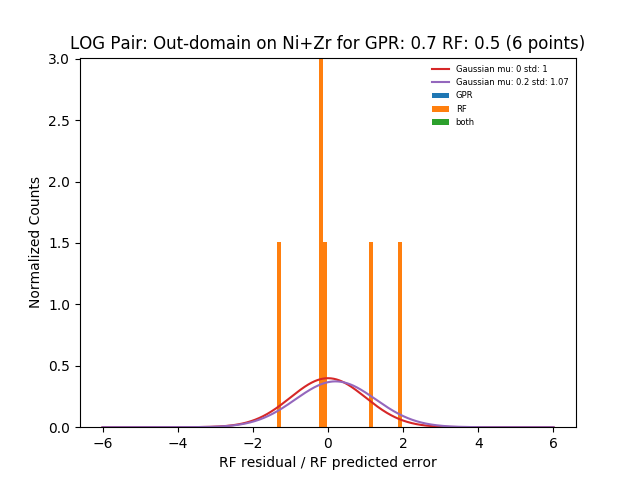 LOG Pair: Out-domain on Ni+Zr for GPR: 0.7 RF: 0.5 (6 points)
3.0
2.5
2.0
1.5
1.0
0.5
0.0
Normalized Counts
Gaussian mu: 0 std: 1
Gaussian mu: 0.2 std: 1.07
GPR
RF
both
−6 −4 −2 0 2 4 6
RF residual / RF predicted error